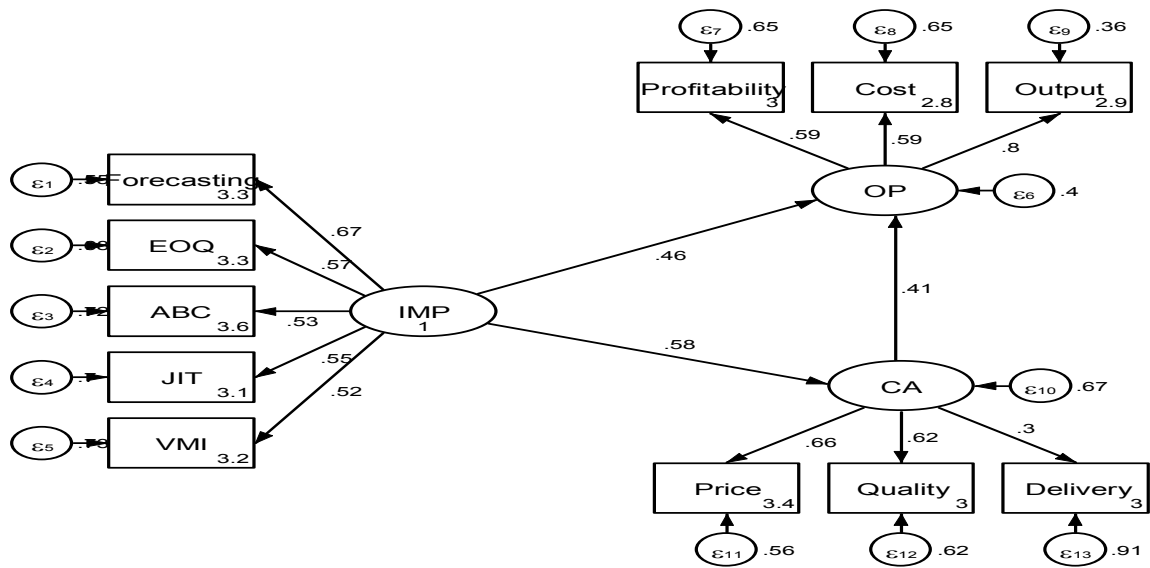 ε7 .65
ε8 .65
ε9 .36
Profitability 3
Cost 2.8
Output 2.9
.59
.59
.8
OP
ε6 .4
ε1
Forecasting 3.3
ε2
EOQ 3.3
ε3
ABC 3.6
ε4
JIT 3.1
ε5
VMI 3.2
.67
.57
.53
.55
.52
IMP 1
.46
.58
.41
CA
ε10 .67
.66
.62
.3
Price 3.4
Quality 3
Delivery 3
ε11 .56
ε12 .62
ε13 .91